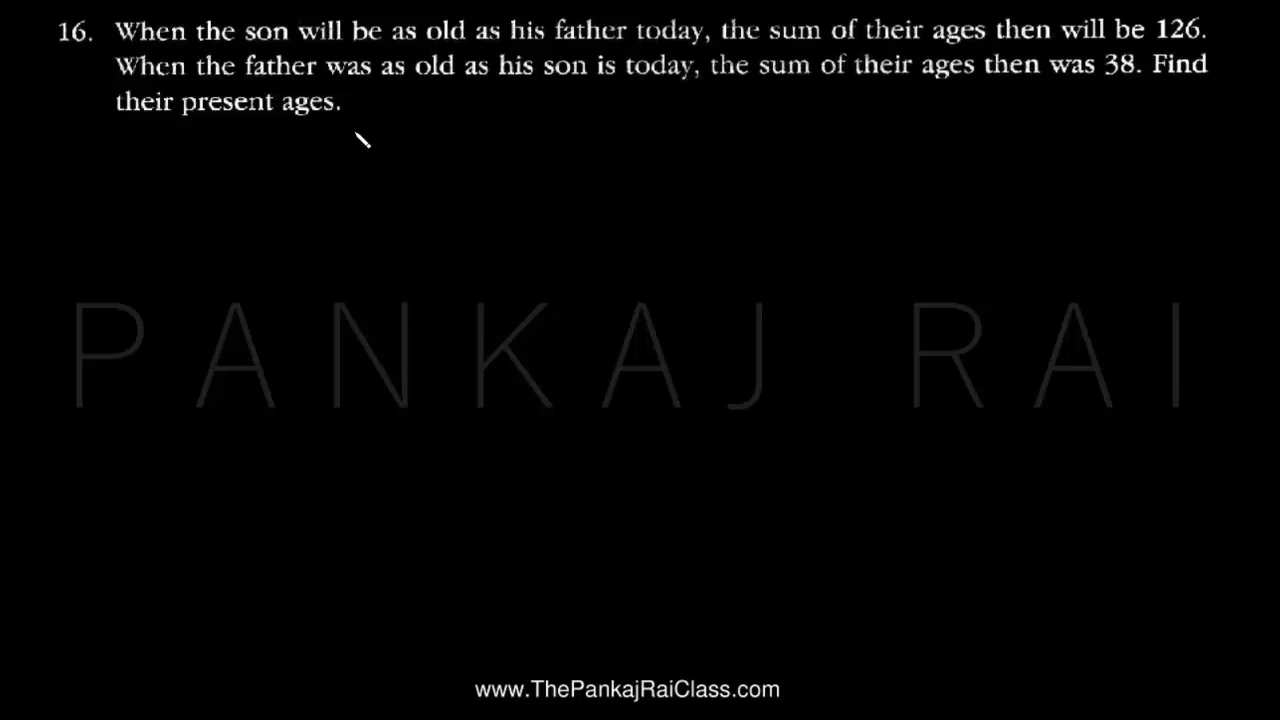 16. When the son will be as old as his father today, the sum of their ages then will be 126.
When the father was as old as his son is today, the sum of their ages then was 38. Find
their present ages.
PANKAJ RAI
www.ThePankajRaiClass.com